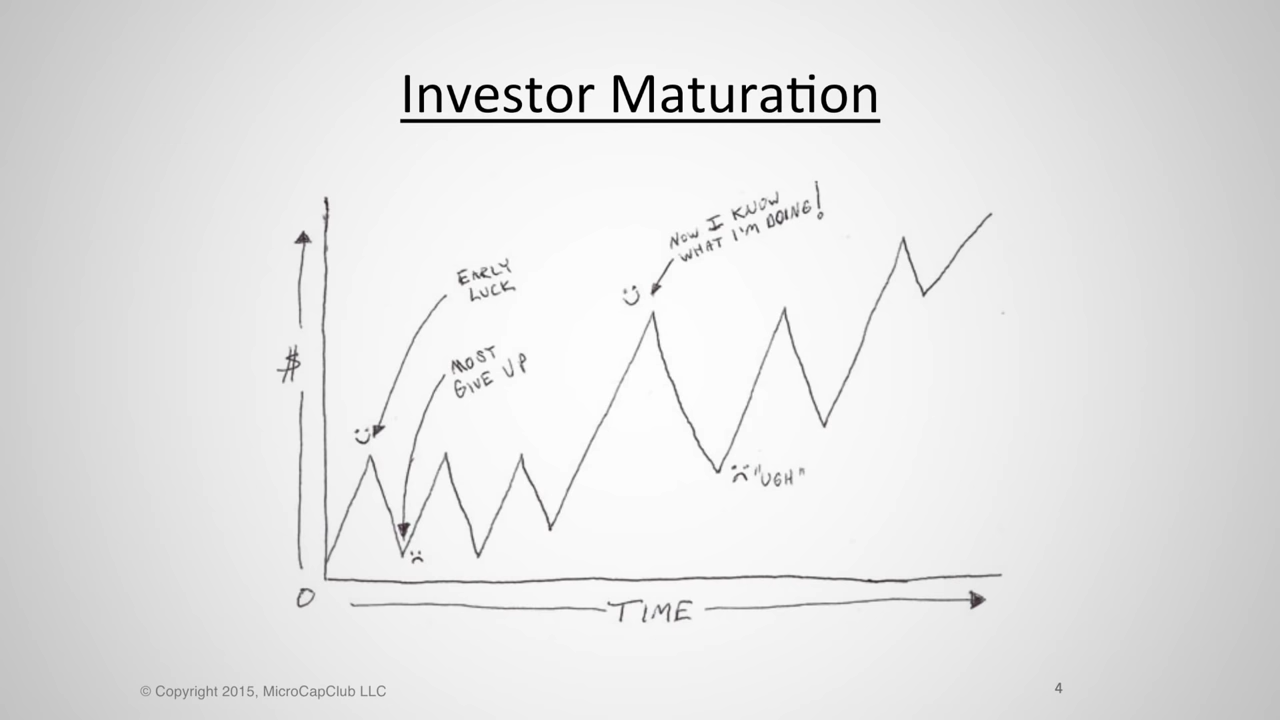 Investor Maturation
NOW I KNOW
WHAT I'M DOING!
EARLY
LUCK
$
MOST
GIVE UP
"UGH"
0
TIME
© Copyright 2015, MicroCapClub LLC
4